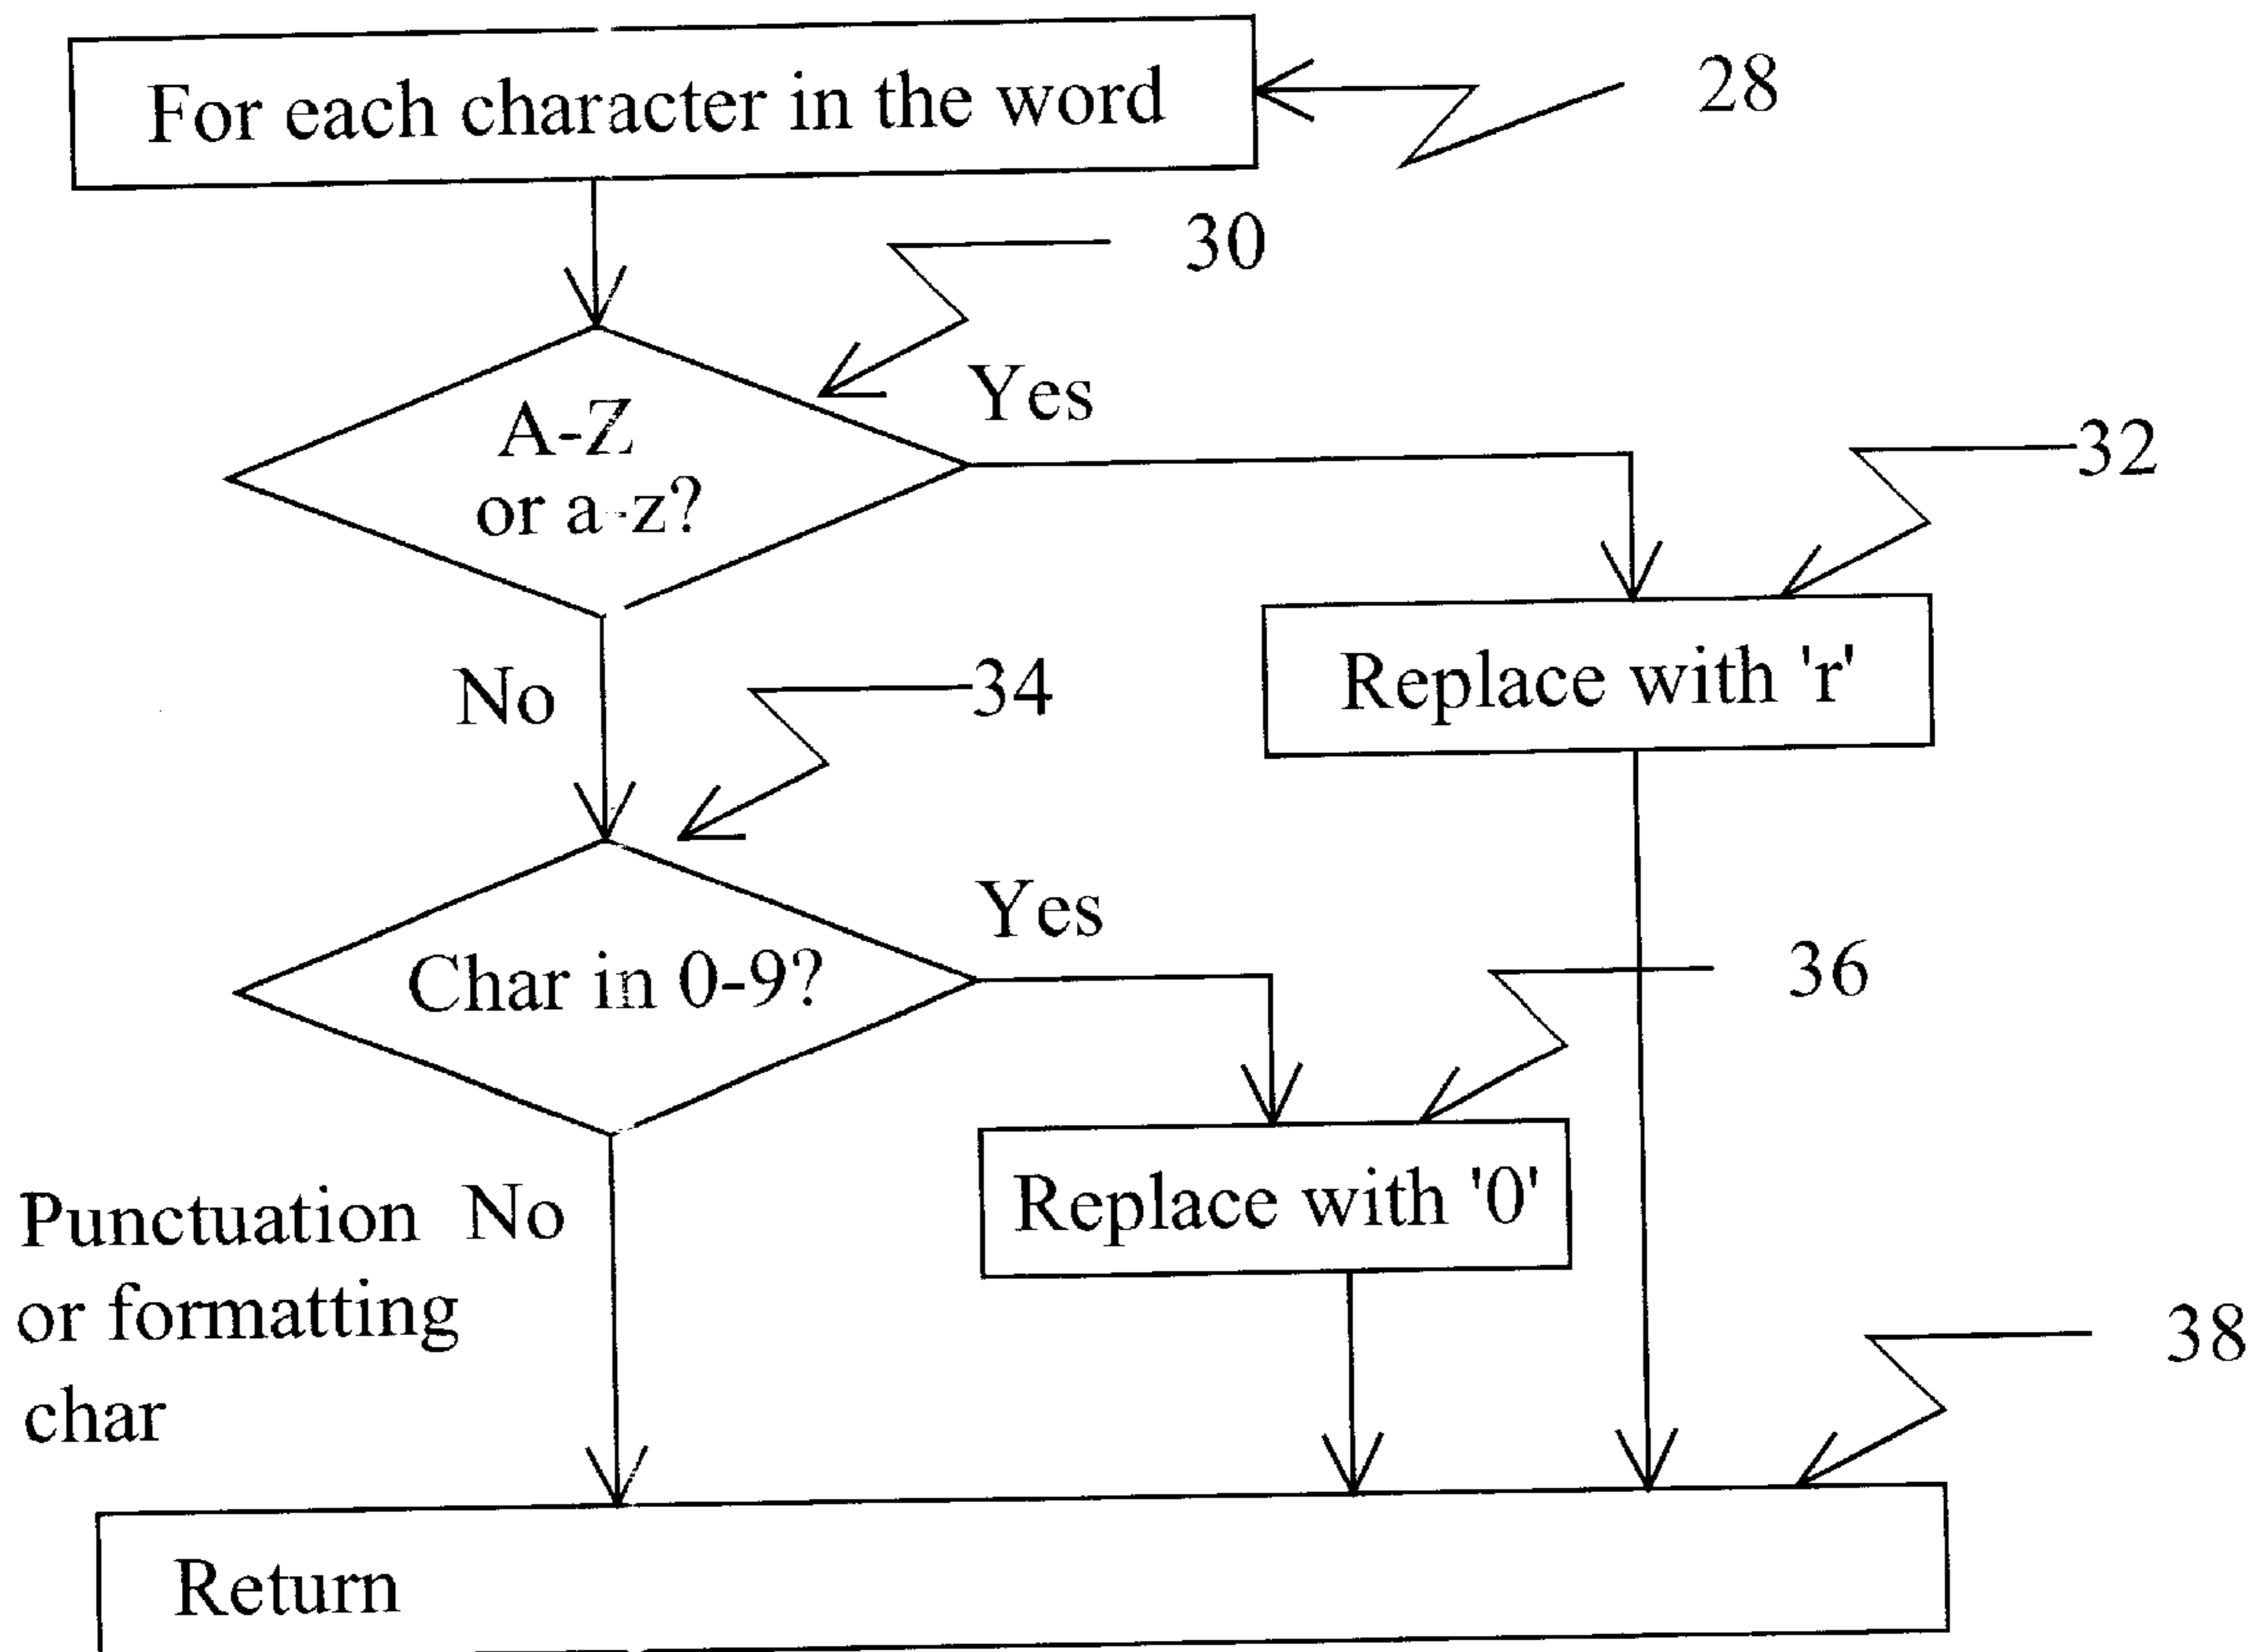 For each character in the word
28
30
Yes
A-Z
or a-z?
32
Replace with 'r'
No
34
Yes
Char in 0-9?
36
Replace with '0'
Punctuation No
or formatting
char
38
Return